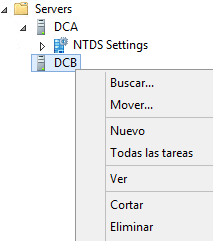 Servers
DCA
NTDS Settings
DCB
Buscar...
Mover...
Nuevo
Todas las tareas
Ver
Cortar
Eliminar